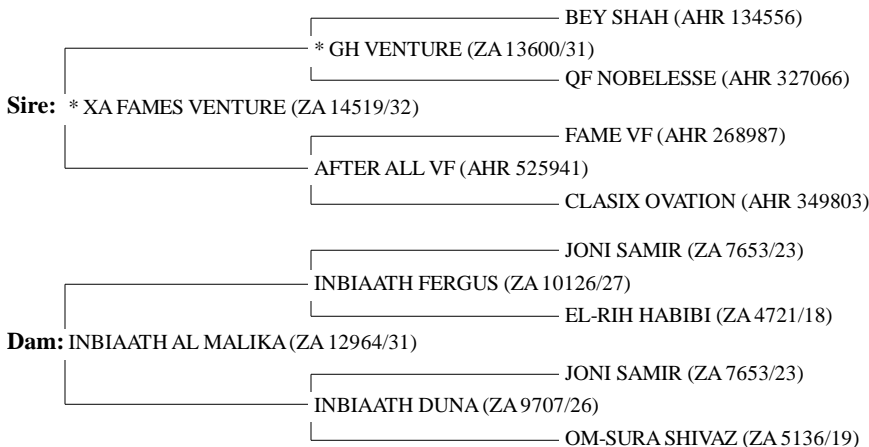 BEY SHAH (AHR 134556)
* GH VENTURE (ZA 13600/31)
QF NOBELESSE (AHR 327066)
Sire: * XA FAMES VENTURE (ZA 14519/32)
FAME VF (AHR 268987)
AFTER ALL VF (AHR 525941)
CLASIX OVATION (AHR 349803)
JONI SAMIR (ZA 7653/23)
INBIAATH FERGUS (ZA 10126/27)
EL-RIH HABIBI (ZA 4721/18)
Dam: INBIAATH AL MALIKA (ZA 12964/31)
JONI SAMIR (ZA 7653/23)
INBIAATH DUNA (ZA 9707/26)
OM-SURA SHIVAZ (ZA 5136/19)